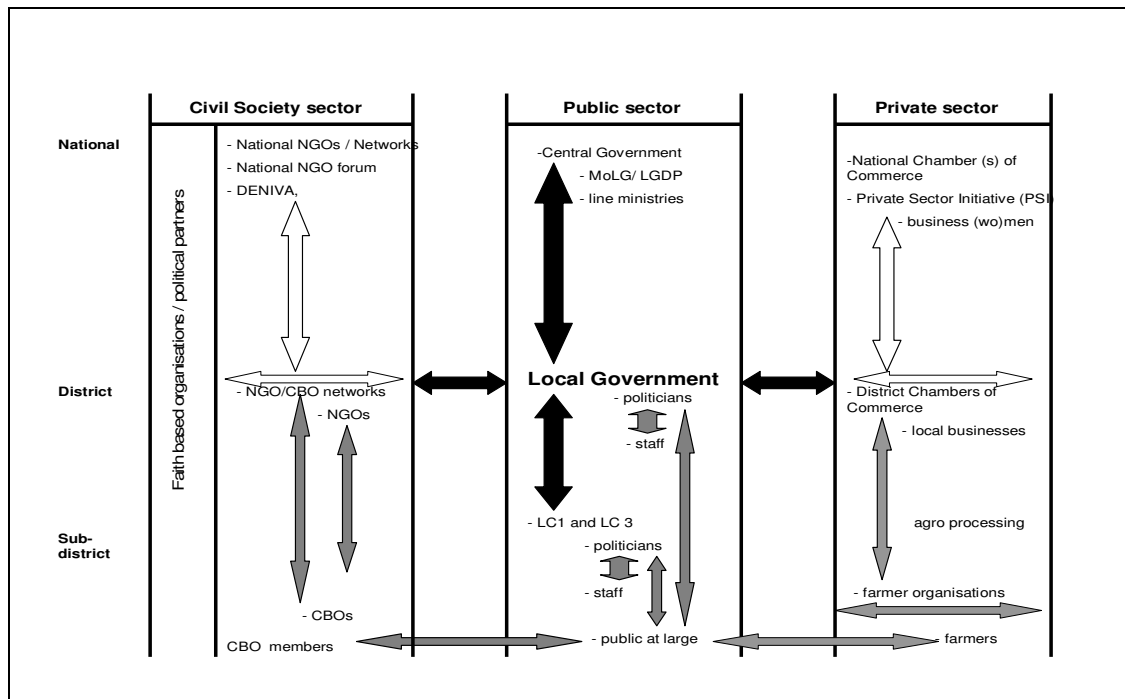 Civil Society sector
Public sector
Private sector
National
- National NGOs / Networks
- National NGO forum
- DENIVA,
-Central Government
- MoLG/ LGDP
- line ministries
-National Chamber (s) of
Commerce
- Private Sector Initiative (PSI)
- business (wo)men
Faith based organisations / political partners
District
- NGO/CBO networks
- NGOs
Local Government
- politicians
- staff
- District Chambers of
Commerce
- local businesses
Sub-
district
- LC1 and LC 3
- politicians
- staff
agro processing
- CBOs
- farmer organisations
CBO members
- public at large
- farmers